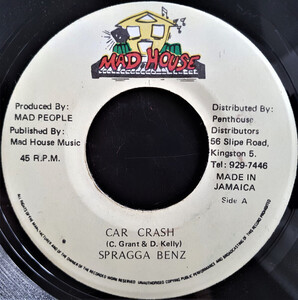 MAD HOUSE
Produced By:
MAD PEOPLE
Published By:
Mad House Music
45 R.P.M.
Distributed By:
Penthouse
Distributors
56 Slipe Road,
Kingston 5.
Tel: 929-7446
MADE IN
JAMAICA
Side A
CAR CRASH
(C. Grant & D. Kelly)
SPRAGGA BENZ